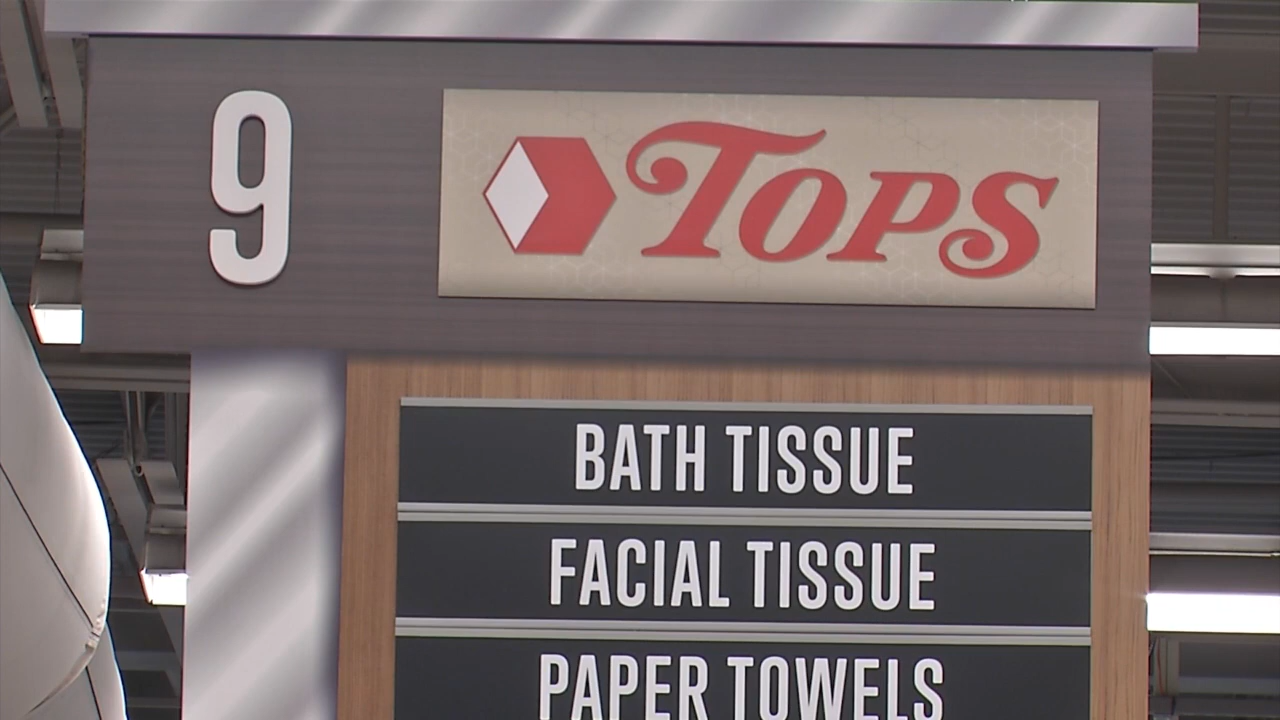 9
TOPS
BATH TISSUE
FACIAL TISSUE
PAPER TOWELS